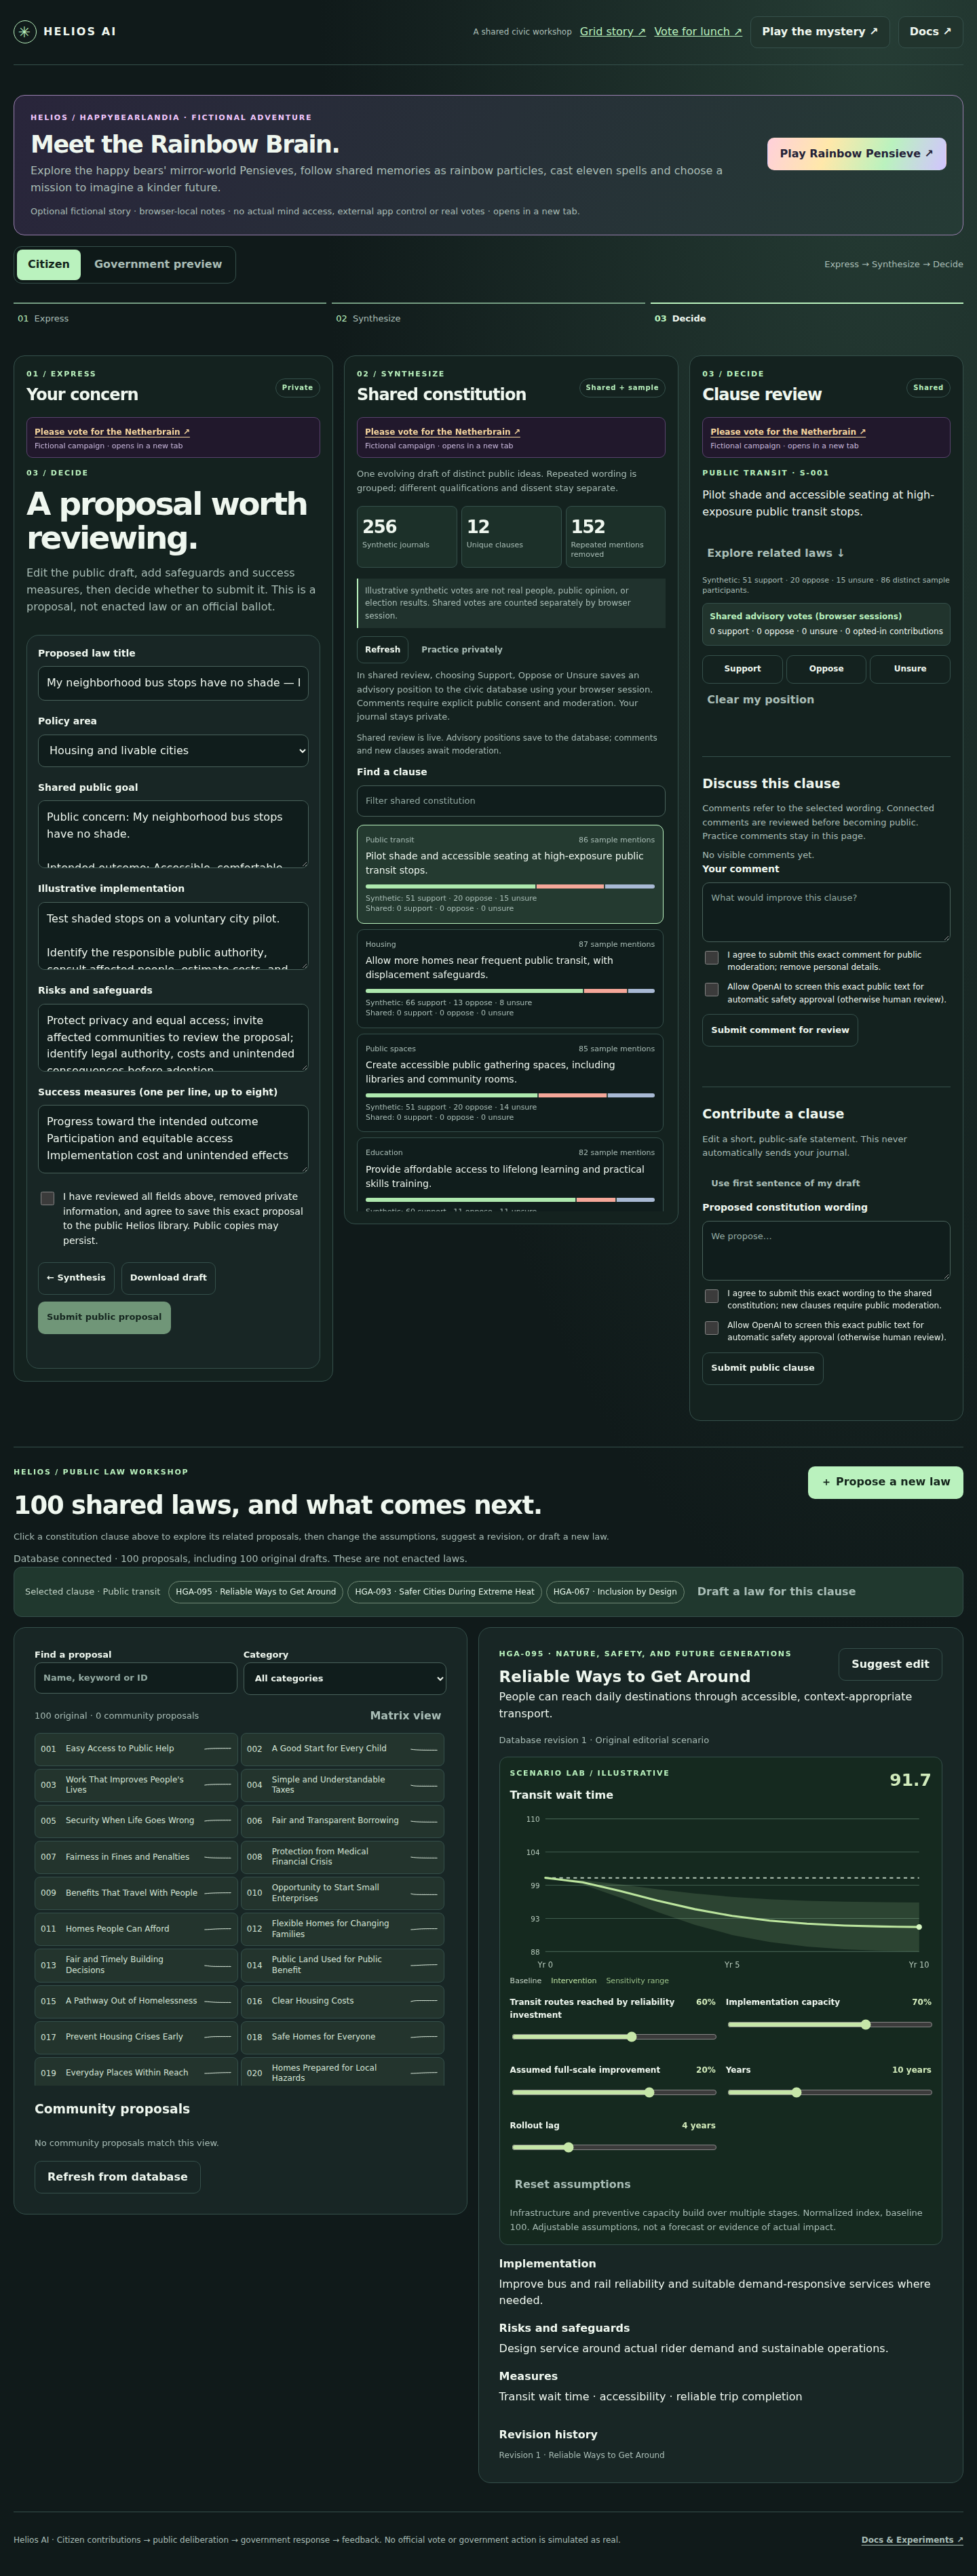 HELIOS AI
A shared civic workshop
Grid story ↗
Vote for lunch ↗
Play the mystery ↗
Docs ↗
HELIOS / HAPPYBEARLANDIA · FICTIONAL ADVENTURE
Meet the Rainbow Brain.
Explore the happy bears' mirror-world Pensieves, follow shared memories as rainbow particles, cast eleven spells and choose a
mission to imagine a kinder future.
Optional fictional story · browser-local notes · no actual mind access, external app control or real votes · opens in a new tab.
Play Rainbow Pensieve ↗
Citizen
Government preview
Express → Synthesize → Decide
01 Express
02 Synthesize
03 Decide
01 / EXPRESS
Your concern
Private
Please vote for the Netherbrain ↗
Fictional campaign · opens in a new tab
03 / DECIDE
A proposal worth
reviewing.
Edit the public draft, add safeguards and success
measures, then decide whether to submit it. This is a
proposal, not enacted law or an official ballot.
Proposed law title
My neighborhood bus stops have no shade —
Policy area
Housing and livable cities
Shared public goal
Public concern: My neighborhood bus stops
have no shade.
Intended outcome: Accessible, comfortable
Illustrative implementation
Test shaded stops on a voluntary city pilot.
Identify the responsible public authority,
consult affected people, estimate costs, and
Risks and safeguards
Protect privacy and equal access; invite
affected communities to review the proposal;
identify legal authority, costs and unintended
consequences before adoption.
Success measures (one per line, up to eight)
Progress toward the intended outcome
Participation and equitable access
Implementation cost and unintended effects
I have reviewed all fields above, removed private
information, and agree to save this exact proposal
to the public Helios library. Public copies may
persist.
← Synthesis
Download draft
Submit public proposal
02 / SYNTHESIZE
Shared constitution
Shared + sample
Please vote for the Netherbrain ↗
Fictional campaign · opens in a new tab
One evolving draft of distinct public ideas. Repeated wording is
grouped; different qualifications and dissent stay separate.
256
Synthetic journals
12
Unique clauses
152
Repeated mentions
removed
Illustrative synthetic votes are not real people, public opinion, or
election results. Shared votes are counted separately by browser
session.
Refresh
Practice privately
In shared review, choosing Support, Oppose or Unsure saves an
advisory position to the civic database using your browser session.
Comments require explicit public consent and moderation. Your
journal stays private.
Shared review is live. Advisory positions save to the database; comments
and new clauses await moderation.
Find a clause
Filter shared constitution
Public transit
86 sample mentions
Pilot shade and accessible seating at high-exposure public
transit stops.
Synthetic: 51 support · 20 oppose · 15 unsure
Shared: 0 support · 0 oppose · 0 unsure
Housing
87 sample mentions
Allow more homes near frequent public transit, with
displacement safeguards.
Synthetic: 66 support · 13 oppose · 8 unsure
Shared: 0 support · 0 oppose · 0 unsure
Public spaces
85 sample mentions
Create accessible public gathering spaces, including
libraries and community rooms.
Synthetic: 51 support · 20 oppose · 14 unsure
Shared: 0 support · 0 oppose · 0 unsure
Education
82 sample mentions
Provide affordable access to lifelong learning and practical
skills training.
Synthetic: 60 support · 11 oppose · 11 unsure
03 / DECIDE
Clause review
Shared
Please vote for the Netherbrain ↗
Fictional campaign · opens in a new tab
PUBLIC TRANSIT · S-001
Pilot shade and accessible seating at high-
exposure public transit stops.
Explore related laws ↓
Synthetic: 51 support · 20 oppose · 15 unsure · 86 distinct sample
participants.
Shared advisory votes (browser sessions)
0 support · 0 oppose · 0 unsure · 0 opted-in contributions
Support
Oppose
Unsure
Clear my position
Discuss this clause
Comments refer to the selected wording. Connected
comments are reviewed before becoming public.
Practice comments stay in this page.
No visible comments yet.
Your comment
What would improve this clause?
I agree to submit this exact comment for public
moderation; remove personal details.
Allow OpenAI to screen this exact public text for
automatic safety approval (otherwise human review).
Submit comment for review
Contribute a clause
Edit a short, public-safe statement. This never
automatically sends your journal.
Use first sentence of my draft
Proposed constitution wording
We propose...
I agree to submit this exact wording to the shared
constitution; new clauses require public moderation.
Allow OpenAI to screen this exact public text for
automatic safety approval (otherwise human review).
Submit public clause
HELIOS / PUBLIC LAW WORKSHOP
100 shared laws, and what comes next.
+ Propose a new law
Click a constitution clause above to explore its related proposals, then change the assumptions, suggest a revision, or draft a new law.
Database connected · 100 proposals, including 100 original drafts. These are not enacted laws.
Selected clause · Public transit
HGA-095 · Reliable Ways to Get Around
HGA-093 · Safer Cities During Extreme Heat
HGA-067 · Inclusion by Design
Draft a law for this clause
Find a proposal
Category
Name, keyword or ID
All categories
100 original · 0 community proposals
Matrix view
001 Easy Access to Public Help
002 A Good Start for Every Child
003 Work That Improves People's
Lives
004 Simple and Understandable
Taxes
005 Security When Life Goes Wrong
006 Fair and Transparent Borrowing
007 Fairness in Fines and Penalties
008 Protection from Medical
Financial Crisis
009 Benefits That Travel With People
010 Opportunity to Start Small
Enterprises
011 Homes People Can Afford
012 Flexible Homes for Changing
Families
013 Fair and Timely Building
Decisions
014 Public Land Used for Public
Benefit
015 A Pathway Out of Homelessness
016 Clear Housing Costs
017 Prevent Housing Crises Early
018 Safe Homes for Everyone
019 Everyday Places Within Reach
020 Homes Prepared for Local
Hazards
Community proposals
No community proposals match this view.
Refresh from database
HGA-095 · NATURE, SAFETY, AND FUTURE GENERATIONS
Reliable Ways to Get Around
Suggest edit
People can reach daily destinations through accessible, context-appropriate
transport.
Database revision 1 · Original editorial scenario
SCENARIO LAB / ILLUSTRATIVE
Transit wait time
91.7
110
104
99
93
88
Yr 0
Yr 5
Yr 10
Baseline
Intervention
Sensitivity range
Transit routes reached by reliability
investment
60%
Implementation capacity
70%
Assumed full-scale improvement
20%
Years
10 years
Rollout lag
4 years
Reset assumptions
Infrastructure and preventive capacity build over multiple stages. Normalized index, baseline
100. Adjustable assumptions, not a forecast or evidence of actual impact.
Implementation
Improve bus and rail reliability and suitable demand-responsive services where
needed.
Risks and safeguards
Design service around actual rider demand and sustainable operations.
Measures
Transit wait time · accessibility · reliable trip completion
Revision history
Revision 1 · Reliable Ways to Get Around
Helios AI · Citizen contributions → public deliberation → government response → feedback. No official vote or government action is simulated as real.
Docs & Experiments ↗